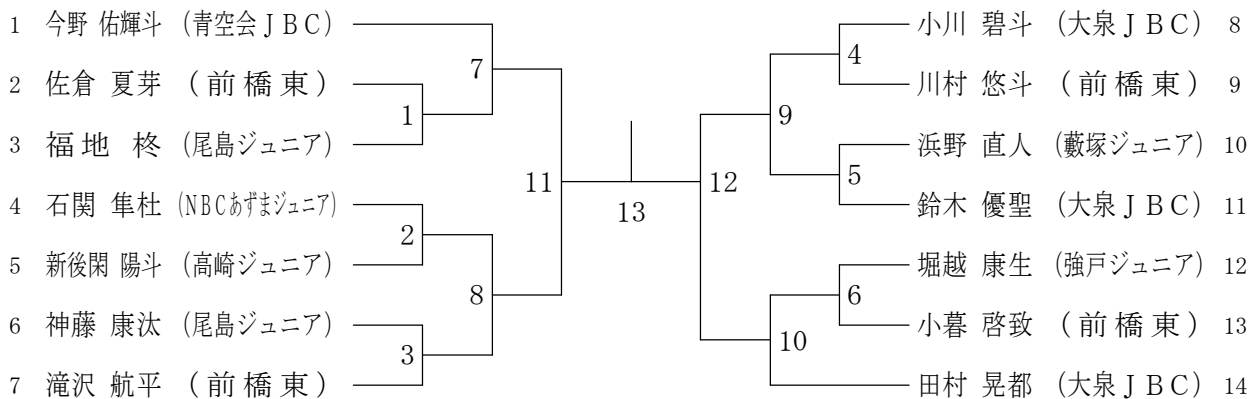 1 今野 佑輝斗 (青空会ＪＢＣ)
2 佐倉 夏芽 (前橋東)
3 福地 柊 (尾島ジュニア)
4 石関 隼杜 (NBCあずまジュニア)
5 新後閑 陽斗 (高崎ジュニア)
6 神藤 康汰 (尾島ジュニア)
7 滝沢 航平 (前橋東)
7
1
11
2
8
3
13
12
4
9
5
6
10
小川 碧斗 (大泉ＪＢＣ) 8
川村 悠斗 (前橋東) 9
浜野 直人 (藪塚ジュニア) 10
鈴木 優聖 (大泉ＪＢＣ) 11
堀越 康生 (強戸ジュニア) 12
小暮 啓致 (前橋東) 13
田村 晃都 (大泉ＪＢＣ) 14